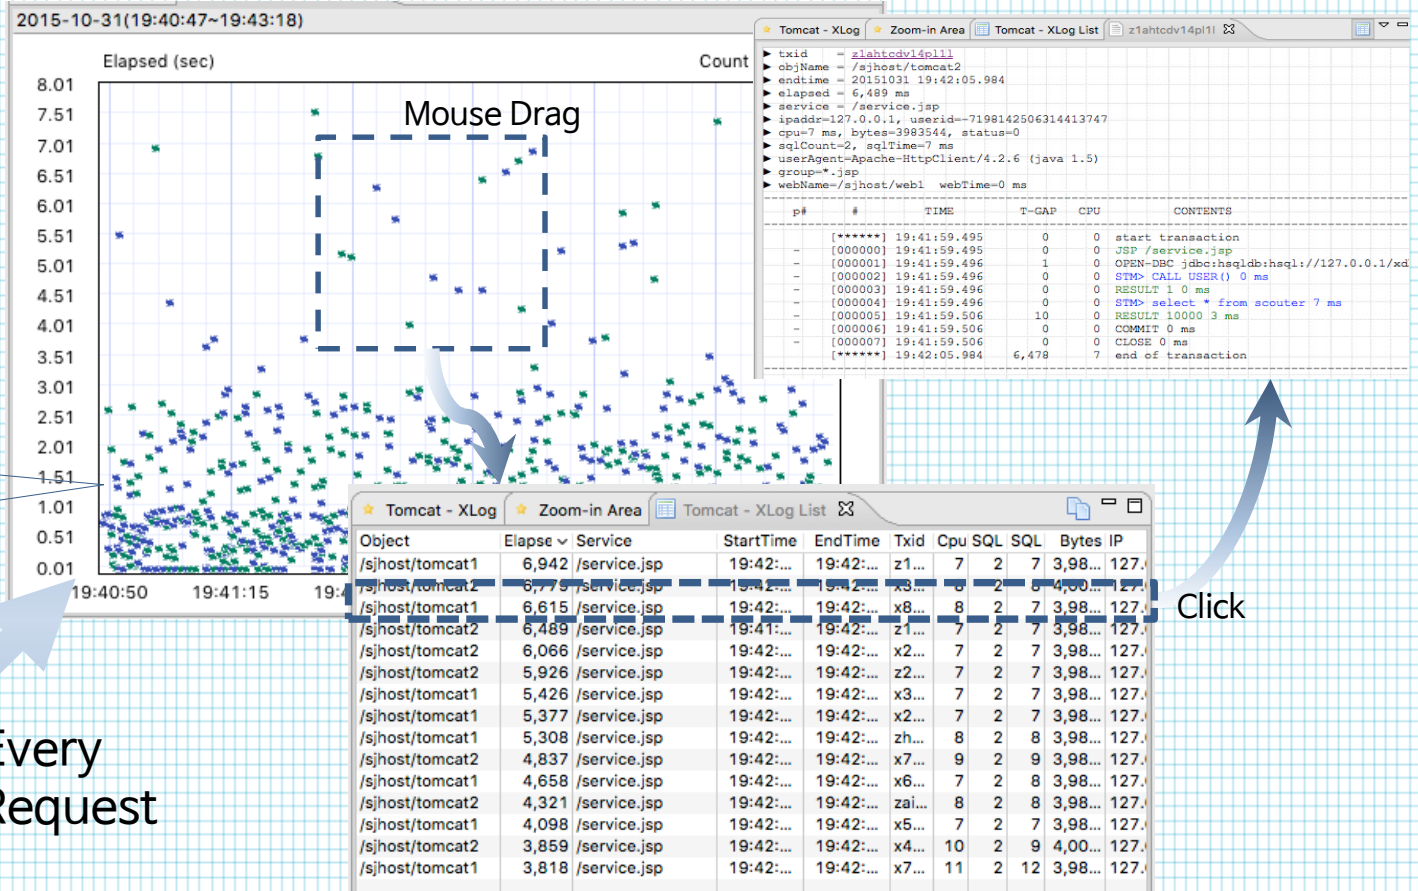 2015-10-31(19:40:47~19:43:18)
Elapsed (sec)
Count
8.01
7.51
7.01
6.51
6.01
5.51
5.01
4.51
4.01
3.51
3.01
2.51
2.01
1.51
1.01
0.51
0.01
19:40:50 19:41:15 19:4
Mouse Drag
Every
Request
Tomcat - XLog Zoom-in Area Tomcat - XLog List z1ahtcdv14pl1l
txid = z1ahtcdv14pl1l
objName = /sjhost/tomcat2
endtime = 20151031 19:42:05.984
elapsed = 6,489 ms
service = /service.jsp
ipaddr=127.0.0.1, userid=-7198142506314413747
cpu=7 ms, bytes=3983544, status=0
sqlCount=2, sqlTime=7 ms
userAgent=Apache-HttpClient/4.2.6 (java 1.5)
group=*.jsp
webName=/sjhost/web1 webTime=0 ms
p# # TIME T-GAP CPU CONTENTS
[******] 19:41:59.495 0 0 start transaction
- [000000] 19:41:59.495 0 0 JSP /service.jsp
- [000001] 19:41:59.496 1 0 OPEN-DBC jdbc:hsqldb:hsql://127.0.0.1/xd
- [000002] 19:41:59.496 0 0 STM> CALL USER() 0 ms
- [000003] 19:41:59.496 0 0 RESULT 1 0 ms
- [000004] 19:41:59.496 0 0 STM> select * from scouter 7 ms
- [000005] 19:41:59.506 10 0 RESULT 10000 3 ms
- [000006] 19:41:59.506 0 0 COMMIT 0 ms
- [000007] 19:41:59.506 0 0 CLOSE 0 ms
[******] 19:42:05.984 6,478 7 end of transaction
Click
Tomcat - XLog Zoom-in Area Tomcat - XLog List
Object Elapse Service StartTime EndTime Txid Cpu SQL SQL Bytes IP
/sjhost/tomcat1 6,942 /service.jsp 19:42:... 19:42:... z1... 7 2 7 3,98... 127.
/sjhost/tomcat2 6,779 /service.jsp 19:42:... 19:42:... x3... 8 2 8 4,00... 127.
/sjhost/tomcat1 6,615 /service.jsp 19:42:... 19:42:... x8... 8 2 7 3,98... 127.
/sjhost/tomcat2 6,489 /service.jsp 19:41:... 19:42:... z1... 7 2 7 3,98... 127.
/sjhost/tomcat2 6,066 /service.jsp 19:42:... 19:42:... x2... 7 2 7 3,98... 127.
/sjhost/tomcat2 5,926 /service.jsp 19:42:... 19:42:... z2... 7 2 7 3,98... 127.
/sjhost/tomcat1 5,426 /service.jsp 19:42:... 19:42:... x3... 7 2 7 3,98... 127.
/sjhost/tomcat1 5,377 /service.jsp 19:42:... 19:42:... x2... 7 2 7 3,98... 127.
/sjhost/tomcat1 5,308 /service.jsp 19:42:... 19:42:... zh... 8 2 8 3,98... 127.
/sjhost/tomcat2 4,837 /service.jsp 19:42:... 19:42:... x7... 9 2 9 3,98... 127.
/sjhost/tomcat1 4,658 /service.jsp 19:42:... 19:42:... x6... 7 2 8 3,98... 127.
/sjhost/tomcat2 4,321 /service.jsp 19:42:... 19:42:... zai... 8 2 8 3,98... 127.
/sjhost/tomcat1 4,098 /service.jsp 19:42:... 19:42:... x5... 7 2 7 3,98... 127.
/sjhost/tomcat2 3,859 /service.jsp 19:42:... 19:42:... x4... 10 2 9 4,00... 127.
/sjhost/tomcat1 3,818 /service.jsp 19:42:... 19:42:... x7... 11 2 12 3,98... 127.